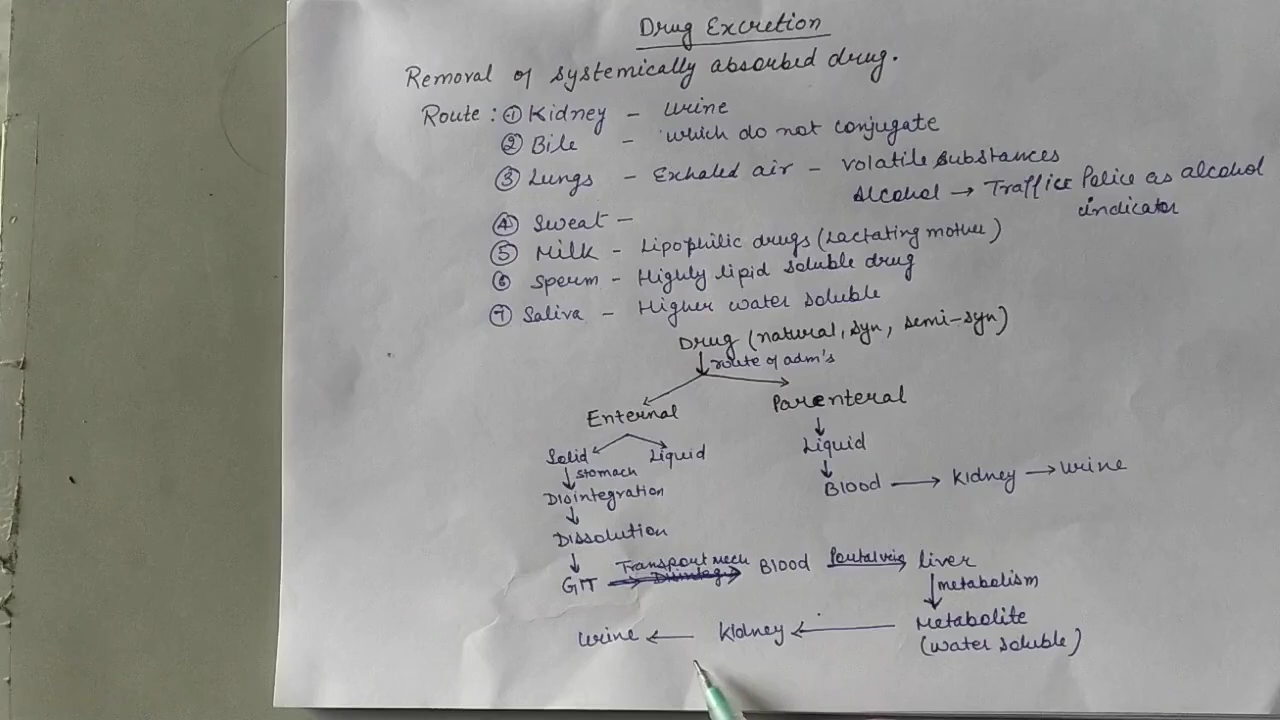 Drug Excretion
Removal of systemically absorbed drug.
Route : ① Kidney - urine
② Bile - which do not conjugate
③ Lungs - Exhaled air - volatile substances
Alcohol → Traffice Police as alcohol
indicator
④ Sweat -
⑤ Milk - Lipophilic drugs (Lactating mother)
⑥ Sperm - Highly lipid soluble drug
⑦ Saliva - Higher water soluble
Drug (natural, syn, semi-syn)
↓ route of adm's
Enternal Parenteral
Solid Liquid ↓ Liquid
↓ stomach ↓
Disintegration Blood → Kidney → Urine
↓
Dissolution
↓ Transport mech
GIT → Blood Portal vein → liver
↓ metabolism
Urine ← Kidney ← Metabolite
(water soluble)